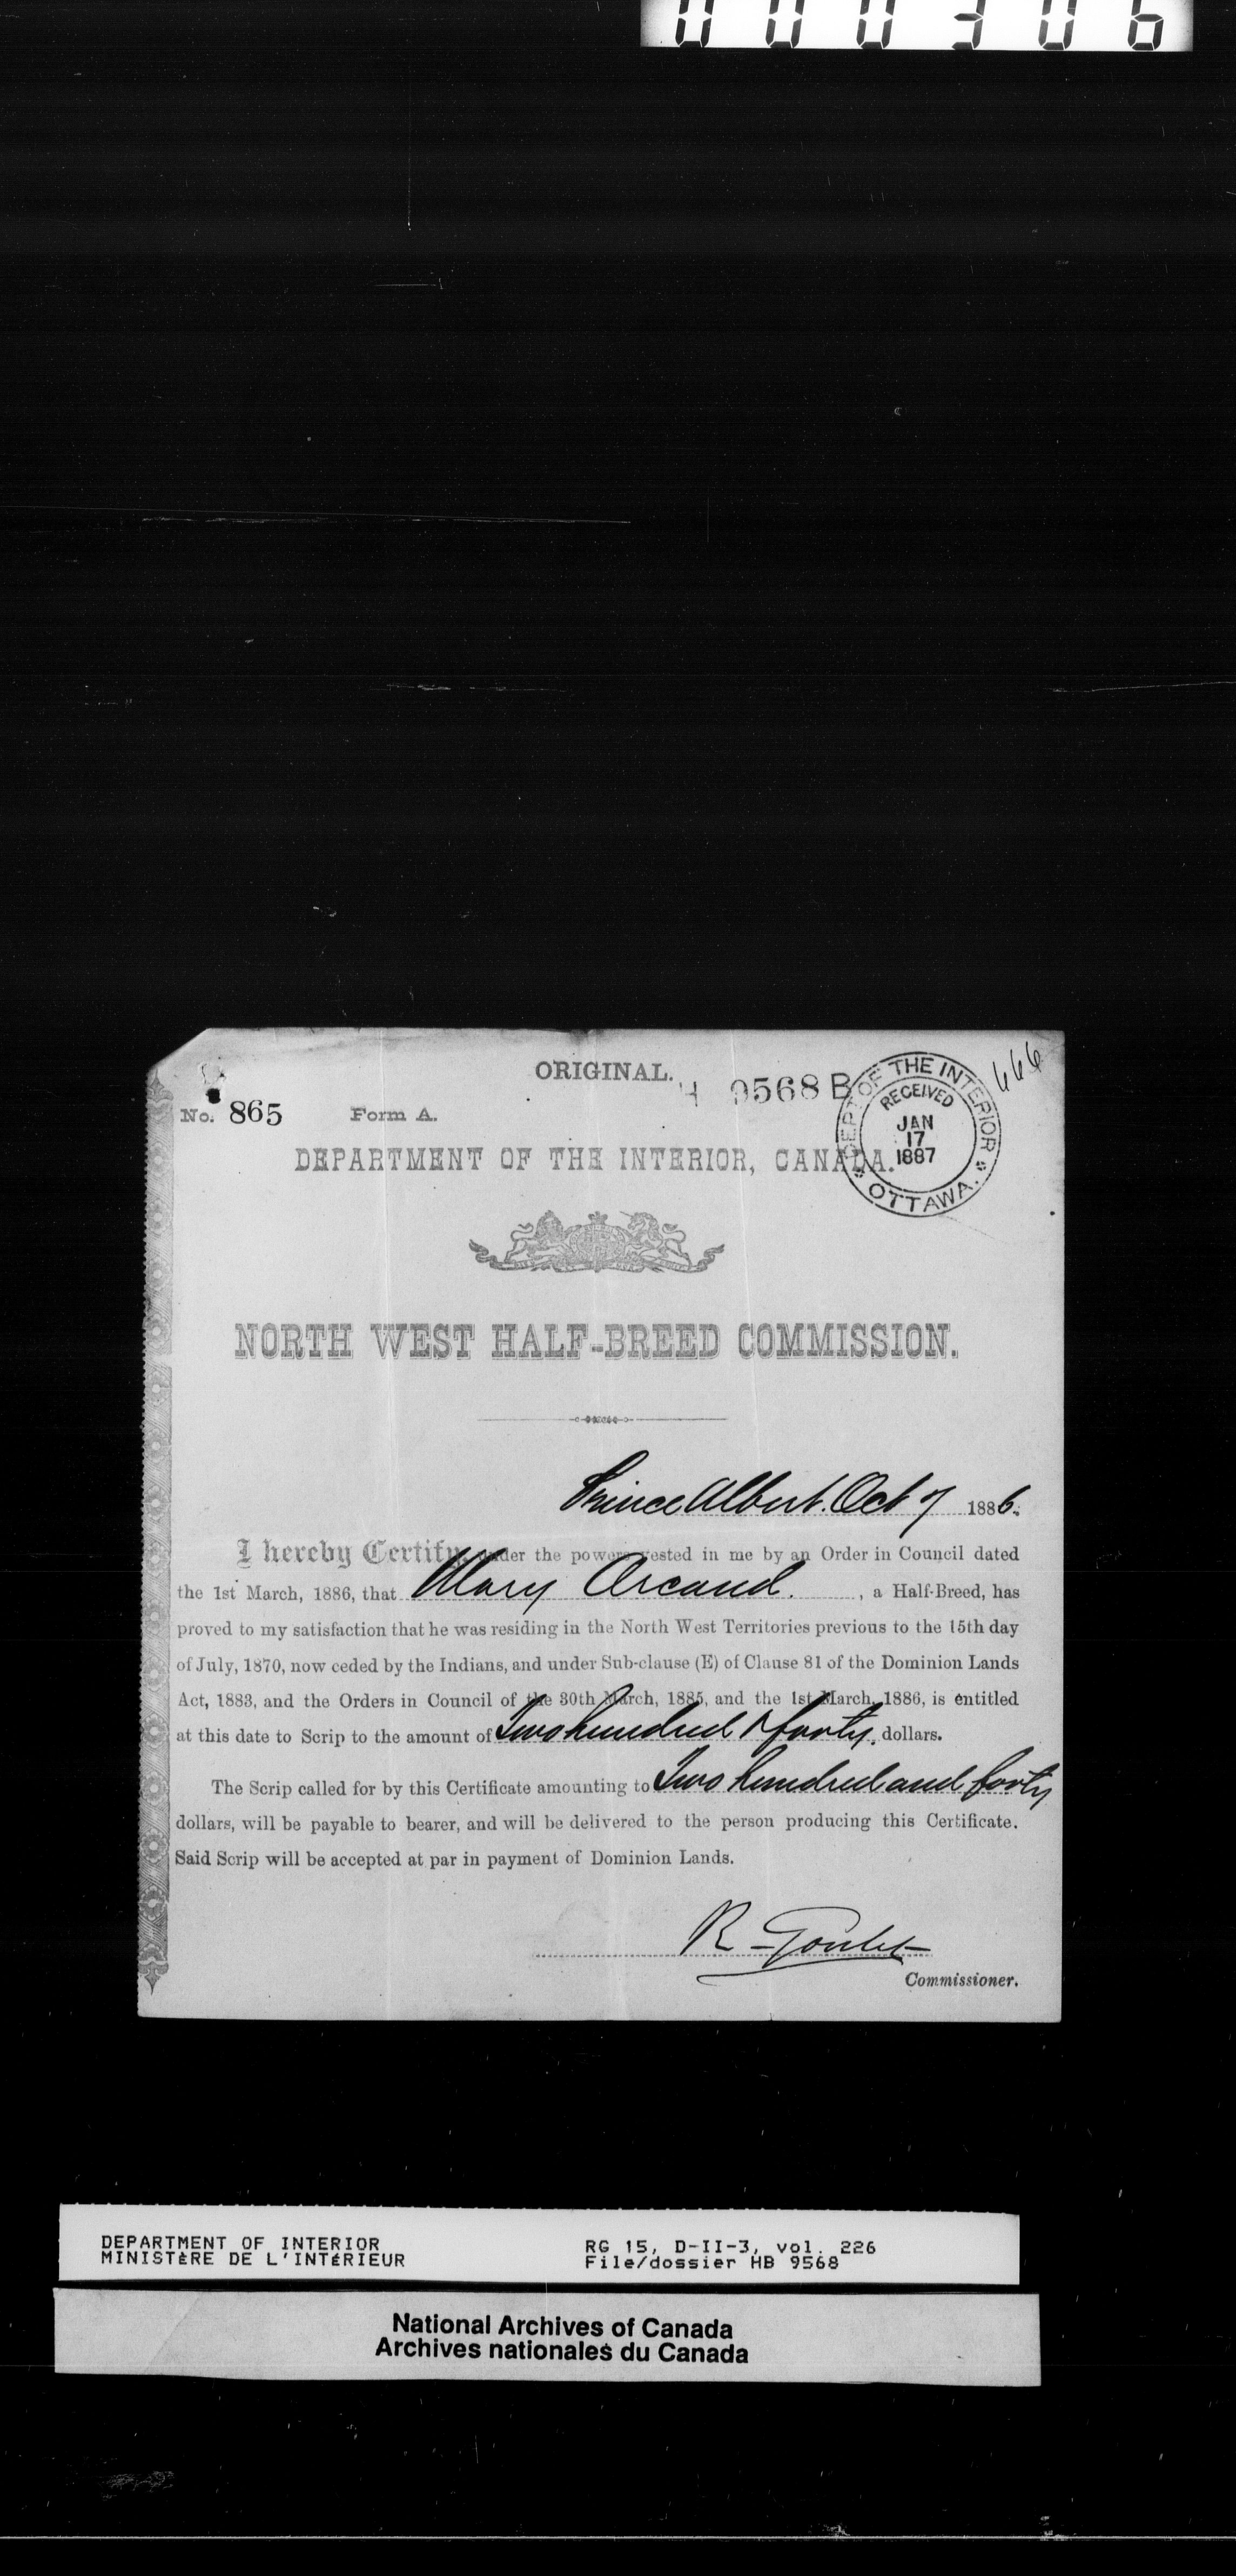 000306
ORIGINAL.
H 9568 B
666
DEPT OF THE INTERIOR
RECEIVED
JAN
17
1887
OTTAWA.
No. 865 Form A.
DEPARTMENT OF THE INTERIOR, CANADA.
NORTH WEST HALF-BREED COMMISSION.
Prince Albert. Oct 7 1886.
I hereby Certify, under the powers vested in me by an Order in Council dated
the 1st March, 1886, that Mary Arcand. , a Half-Breed, has
proved to my satisfaction that he was residing in the North West Territories previous to the 15th day
of July, 1870, now ceded by the Indians, and under Sub-clause (E) of Clause 81 of the Dominion Lands
Act, 1883, and the Orders in Council of the 30th March, 1885, and the 1st March, 1886, is entitled
at this date to Scrip to the amount of Two hundred & forty. dollars.
The Scrip called for by this Certificate amounting to Two hundred and forty
dollars, will be payable to bearer, and will be delivered to the person producing this Certificate.
Said Scrip will be accepted at par in payment of Dominion Lands.
R Goulet
Commissioner.
DEPARTMENT OF INTERIOR RG 15, D-II-3, vol. 226
MINISTÈRE DE L'INTÉRIEUR File/dossier HB 9568
National Archives of Canada
Archives nationales du Canada